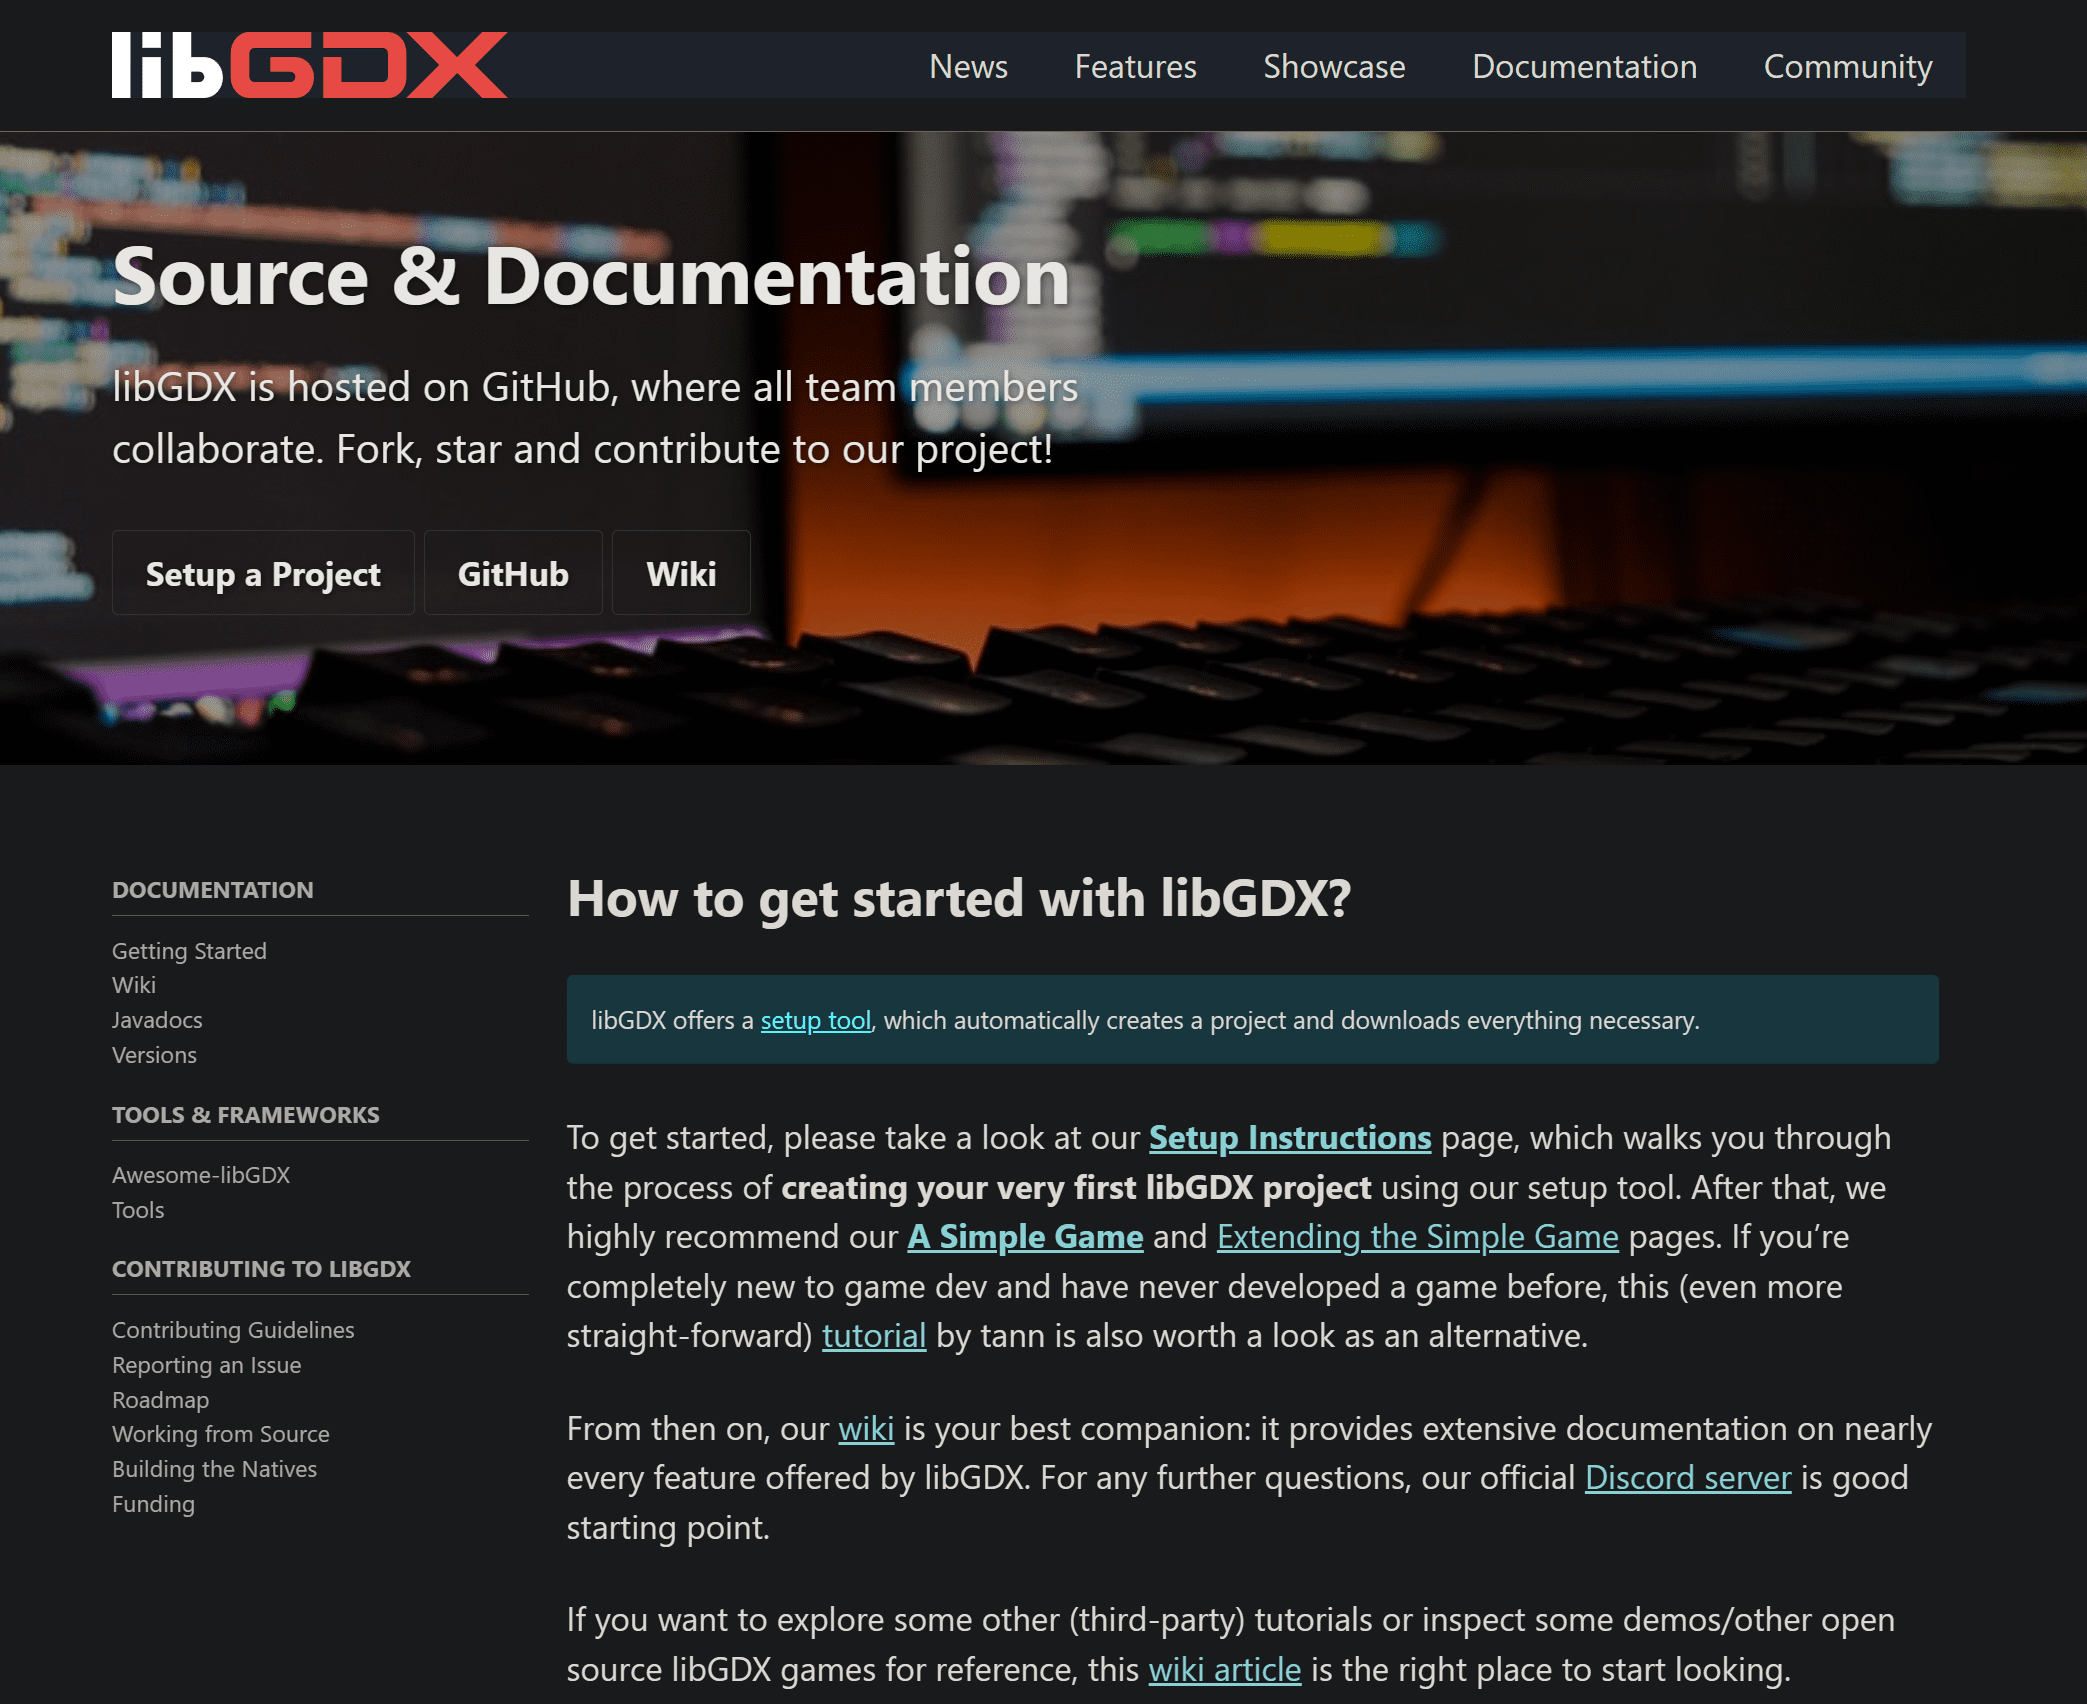 libGDX
News Features Showcase Documentation Community
Source & Documentation
libGDX is hosted on GitHub, where all team members
collaborate. Fork, star and contribute to our project!
Setup a Project GitHub Wiki
DOCUMENTATION
Getting Started
Wiki
Javadocs
Versions
TOOLS & FRAMEWORKS
Awesome-libGDX
Tools
CONTRIBUTING TO LIBGDX
Contributing Guidelines
Reporting an Issue
Roadmap
Working from Source
Building the Natives
Funding
How to get started with libGDX?
libGDX offers a setup tool, which automatically creates a project and downloads everything necessary.
To get started, please take a look at our Setup Instructions page, which walks you through
the process of creating your very first libGDX project using our setup tool. After that, we
highly recommend our A Simple Game and Extending the Simple Game pages. If you’re
completely new to game dev and have never developed a game before, this (even more
straight-forward) tutorial by tann is also worth a look as an alternative.
From then on, our wiki is your best companion: it provides extensive documentation on nearly
every feature offered by libGDX. For any further questions, our official Discord server is good
starting point.
If you want to explore some other (third-party) tutorials or inspect some demos/other open
source libGDX games for reference, this wiki article is the right place to start looking.